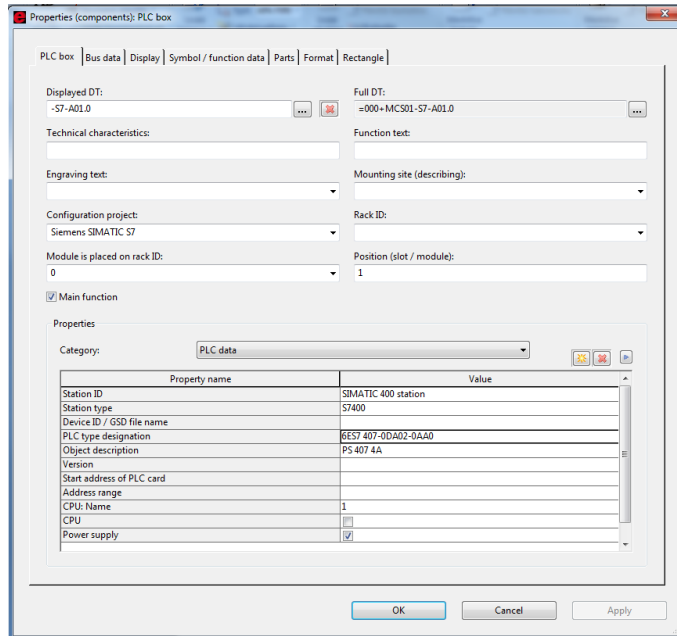 Properties (components): PLC box
PLC box Bus data Display Symbol / function data Parts Format Rectangle
Displayed DT: Full DT:
-S7-A01.0 ... =000+MCS01-S7-A01.0 ...
Technical characteristics: Function text:
Engraving text: Mounting site (describing):
Configuration project: Rack ID:
Siemens SIMATIC S7
Module is placed on rack ID: Position (slot / module):
0 1
Main function
Properties
Category: PLC data
Property name Value
Station ID SIMATIC 400 station
Station type S7400
Device ID / GSD file name
PLC type designation 6ES7 407-0DA02-0AA0
Object description PS 407 4A
Version
Start address of PLC card
Address range
CPU: Name 1
CPU
Power supply
OK Cancel Apply